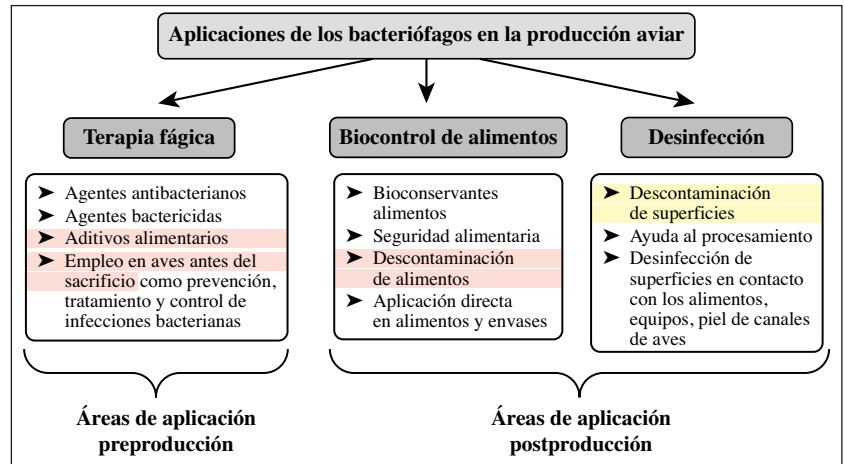 Aplicaciones de los bacteriófagos en la producción aviar
Terapia fágica
➤ Agentes antibacterianos
➤ Agentes bactericidas
➤ Aditivos alimentarios
➤ Empleo en aves antes del
sacrificio como prevención,
tratamiento y control de
infecciones bacterianas
Biocontrol de alimentos
➤ Bioconservantes
alimentos
➤ Seguridad alimentaria
➤ Descontaminación
de alimentos
➤ Aplicación directa
en alimentos y envases
Desinfección
➤ Descontaminación
de superficies
➤ Ayuda al procesamiento
➤ Desinfección de
superficies en contacto
con los alimentos,
equipos, piel de canales
de aves
Áreas de aplicación
preproducción
Áreas de aplicación
postproducción